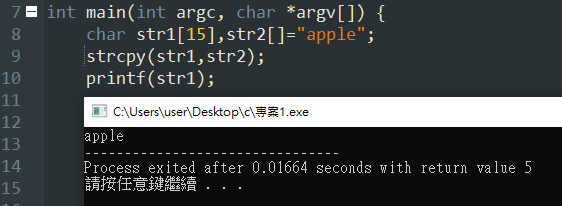 7 int main(int argc, char *argv[]) {
8 char str1[15],str2[]="apple";
9 strcpy(str1,str2);
10 printf(str1);
11
12 C:\Users\user\Desktop\c\專案1.exe
13 apple
--------------------------------
14 Process exited after 0.01664 seconds with return value 5
15 請按任意鍵繼續 . . .